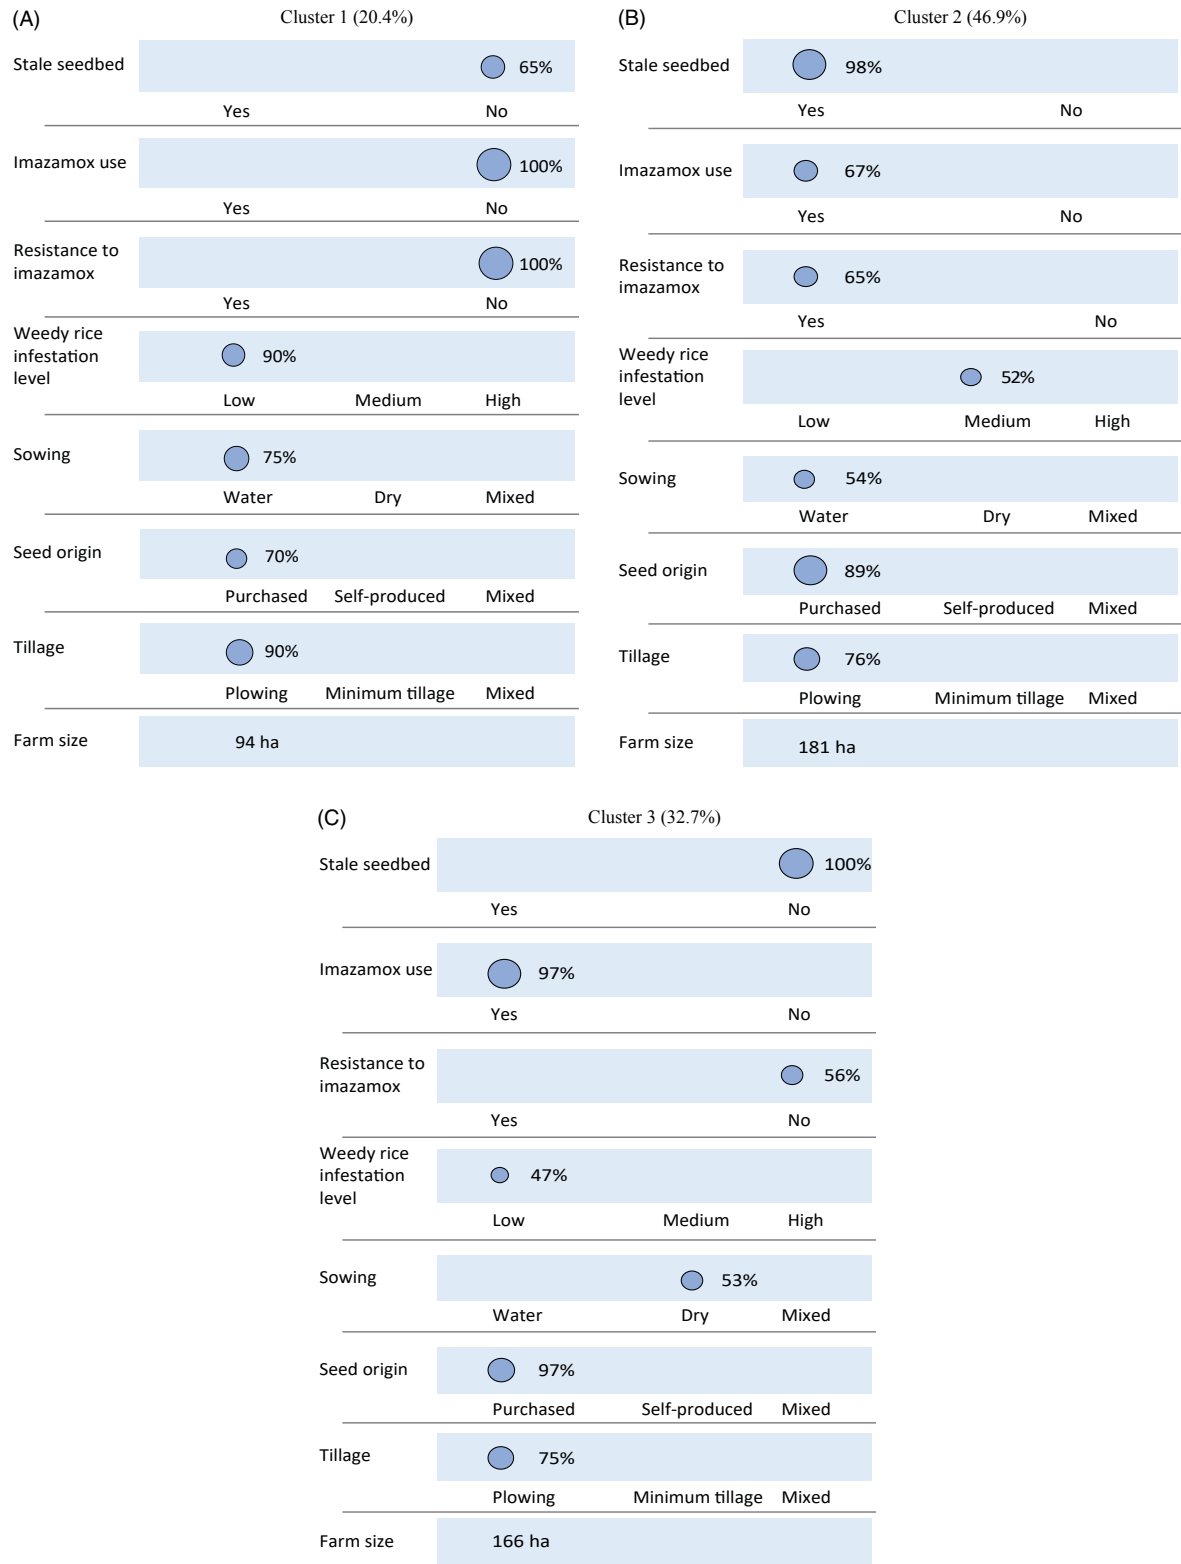 (A) Cluster 1 (20.4%)
Stale seedbed 65%
Yes No
Imazamox use 100%
Yes No
Resistance to
imazamox 100%
Yes No
Weedy rice
infestation 90%
level
Low Medium High
Sowing 75%
Water Dry Mixed
Seed origin 70%
Purchased Self-produced Mixed
Tillage 90%
Plowing Minimum tillage Mixed
Farm size 94 ha
Cluster 2 (46.9%) (B)
Stale seedbed 98%
Yes No
Imazamox use 67%
Yes No
Resistance to
imazamox 65%
Yes No
Weedy rice
infestation 52%
level
Low Medium High
Sowing 54%
Water Dry Mixed
Seed origin 89%
Purchased Self-produced Mixed
Tillage 76%
Plowing Minimum tillage Mixed
Farm size 181 ha
(C) Cluster 3 (32.7%)
Stale seedbed 100%
Yes No
Imazamox use 97%
Yes No
Resistance to
imazamox 56%
Yes No
Weedy rice
infestation 47%
level
Low Medium High
Sowing 53%
Water Dry Mixed
Seed origin 97%
Purchased Self-produced Mixed
Tillage 75%
Plowing Minimum tillage Mixed
Farm size 166 ha